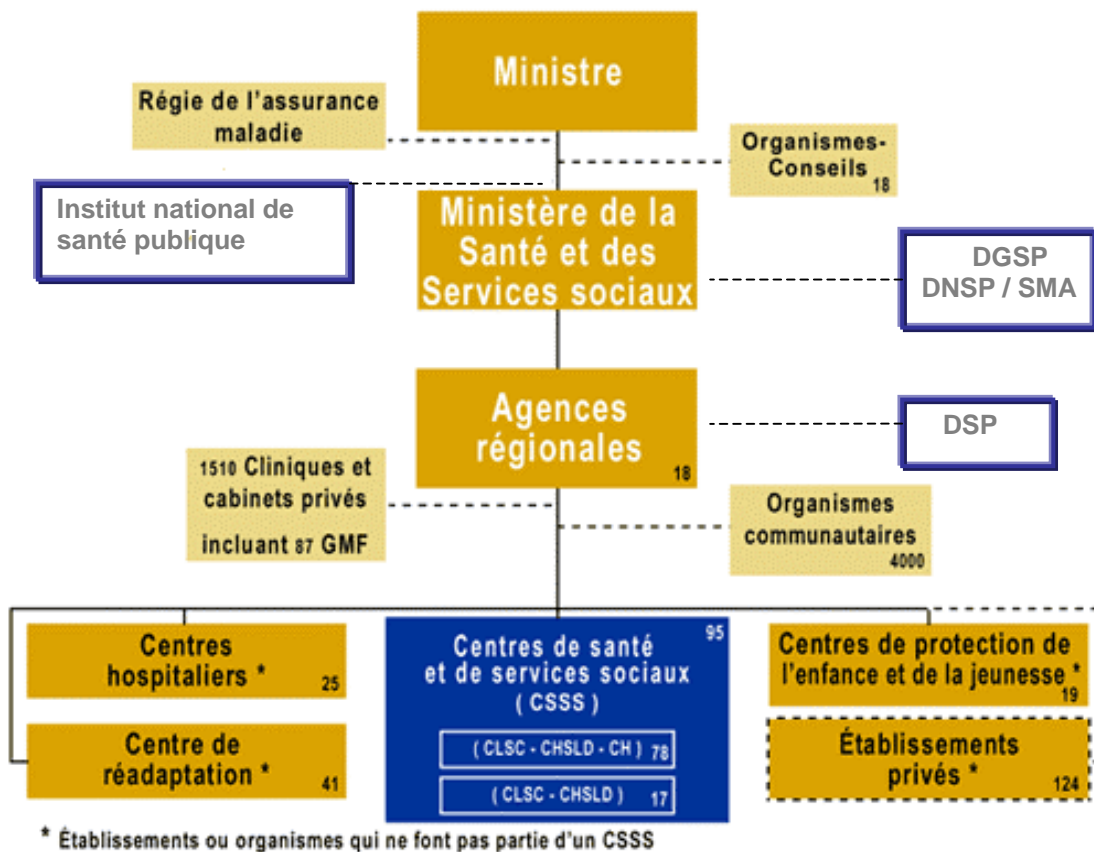 Ministre
Régie de l'assurance
maladie
Organismes-
Conseils
18
Institut national de
santé publique
Ministère de la
Santé et des
Services sociaux
DGSP
DNSP / SMA
Agences
régionales
18
DSP
1510 Cliniques et
cabinets privés
incluant 87 GMF
Organismes
communautaires
4000
Centres
hospitaliers *
25
Centres de santé
et de services sociaux
( CSSS )
95
( CLSC - CHSLD - CH ) 78
( CLSC - CHSLD ) 17
Centres de protection de
l'enfance et de la jeunesse *
19
Centre de
réadaptation *
41
Établissements
privés *
124
* Établissements ou organismes qui ne font pas partie d'un CSSS